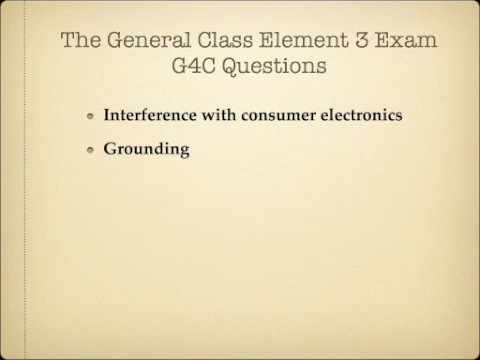 The General Class Element 3 Exam
G4C Questions
Interference with consumer electronics
Grounding